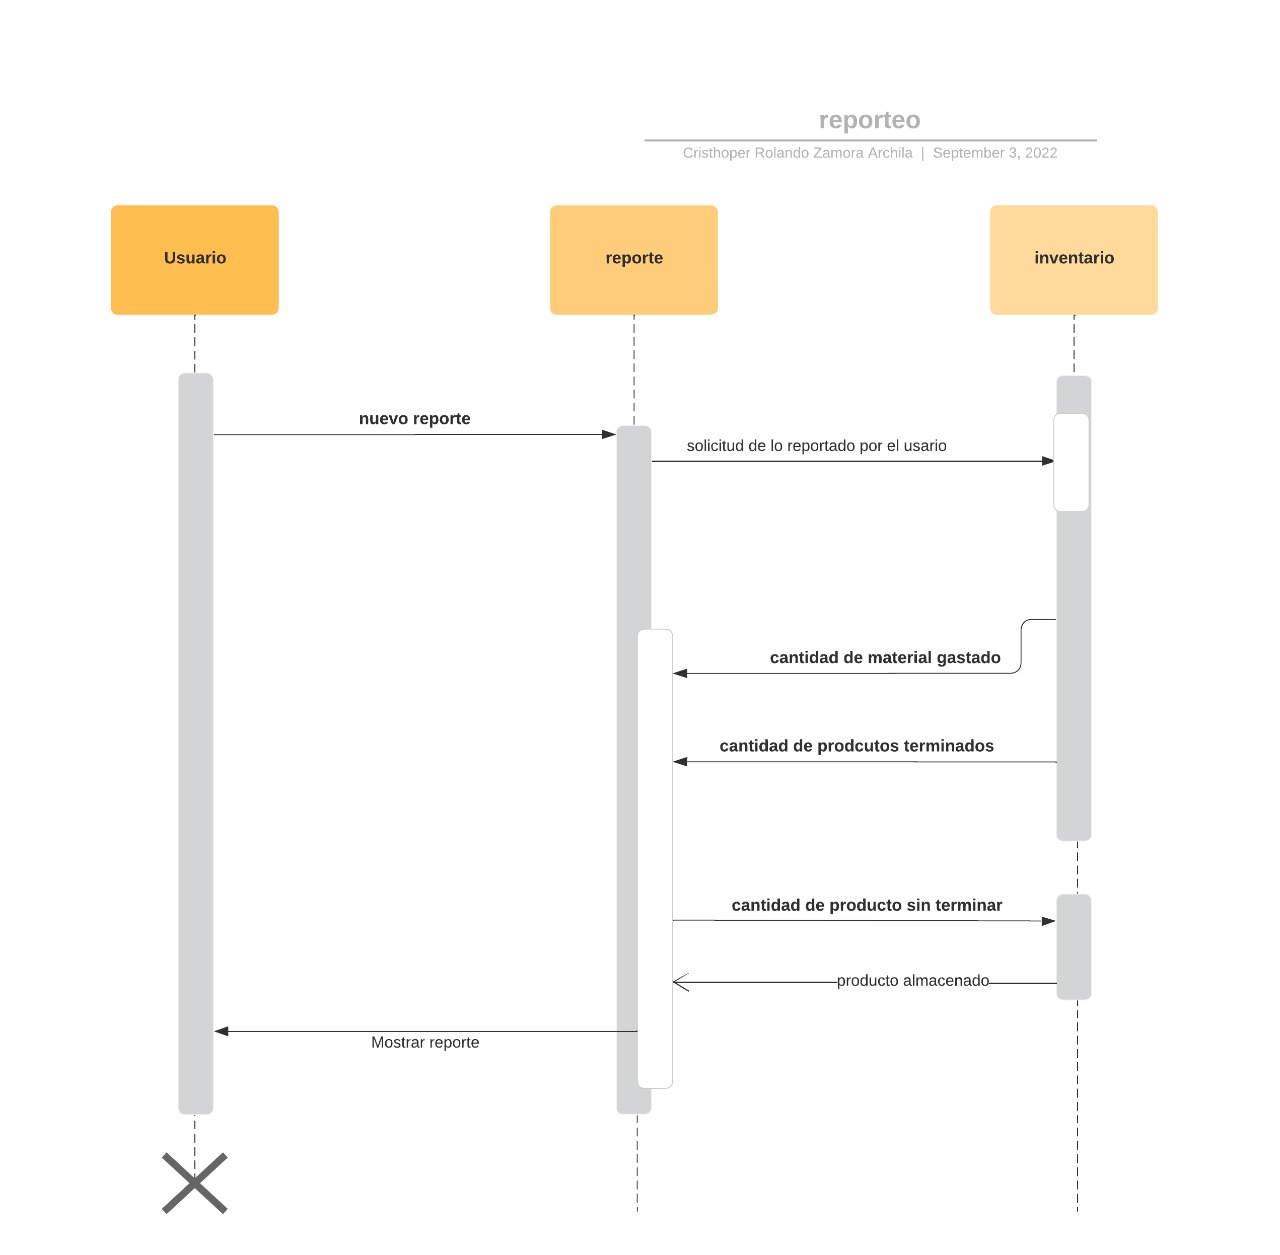 reporteo
Cristhoper Rolando Zamora Archila | September 3, 2022
Usuario
reporte
inventario
nuevo reporte
solicitud de lo reportado por el usario
cantidad de material gastado
cantidad de prodcutos terminados
cantidad de producto sin terminar
producto almacenado
Mostrar reporte